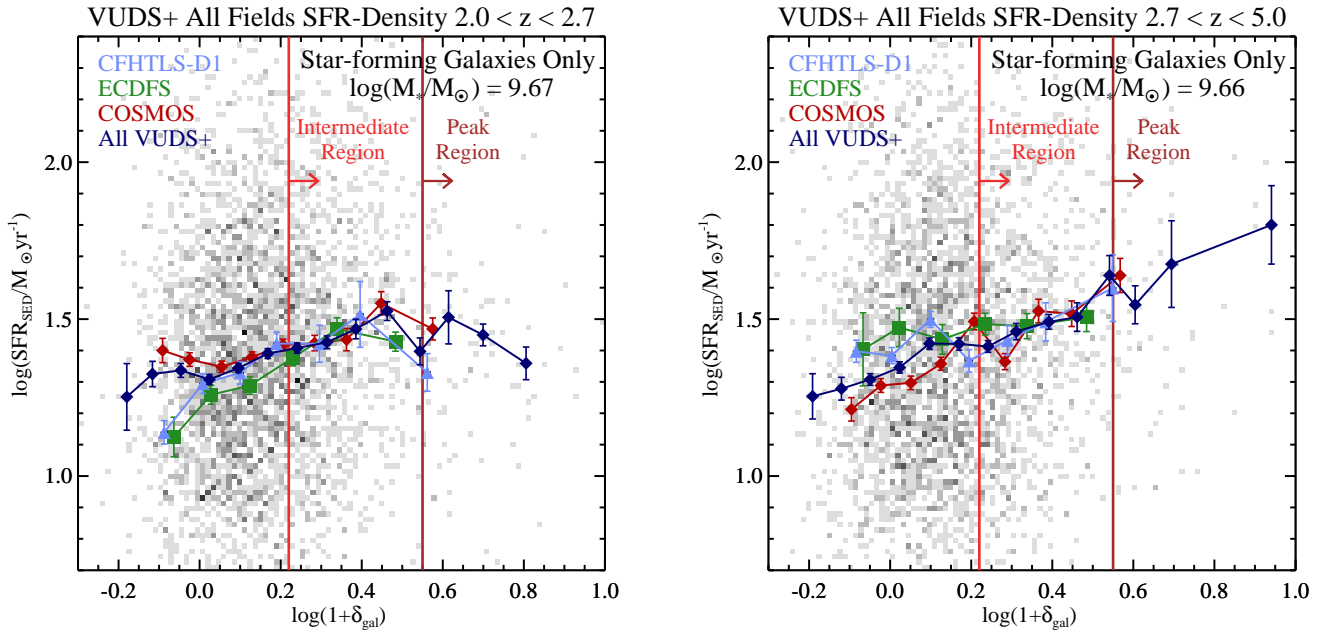 VUDS+ All Fields SFR-Density 2.0 < z < 2.7
CFHTLS-D1
ECDFS
COSMOS
All VUDS+
Star-forming Galaxies Only
log(M*/M⊙) = 9.67
Intermediate
Region
Peak
Region
2.0
1.5
1.0
log(SFR_SED/M⊙yr⁻¹)
-0.2 0.0 0.2 0.4 0.6 0.8 1.0
log(1+δ_gal)
VUDS+ All Fields SFR-Density 2.7 < z < 5.0
CFHTLS-D1
ECDFS
COSMOS
All VUDS+
Star-forming Galaxies Only
log(M*/M⊙) = 9.66
Intermediate
Region
Peak
Region
2.0
1.5
1.0
log(SFR_SED/M⊙yr⁻¹)
-0.2 0.0 0.2 0.4 0.6 0.8 1.0
log(1+δ_gal)